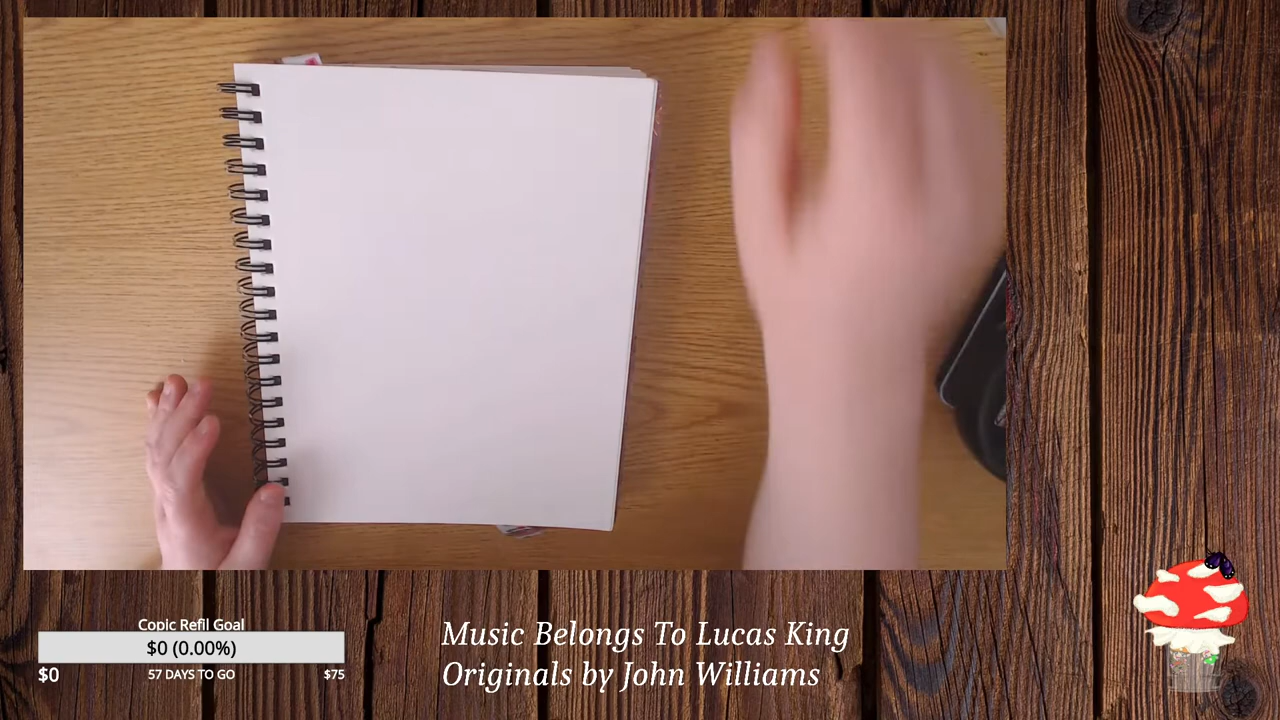 Copic Refil Goal
$0 (0.00%)
$0 57 DAYS TO GO $75
Music Belongs To Lucas King
Originals by John Williams